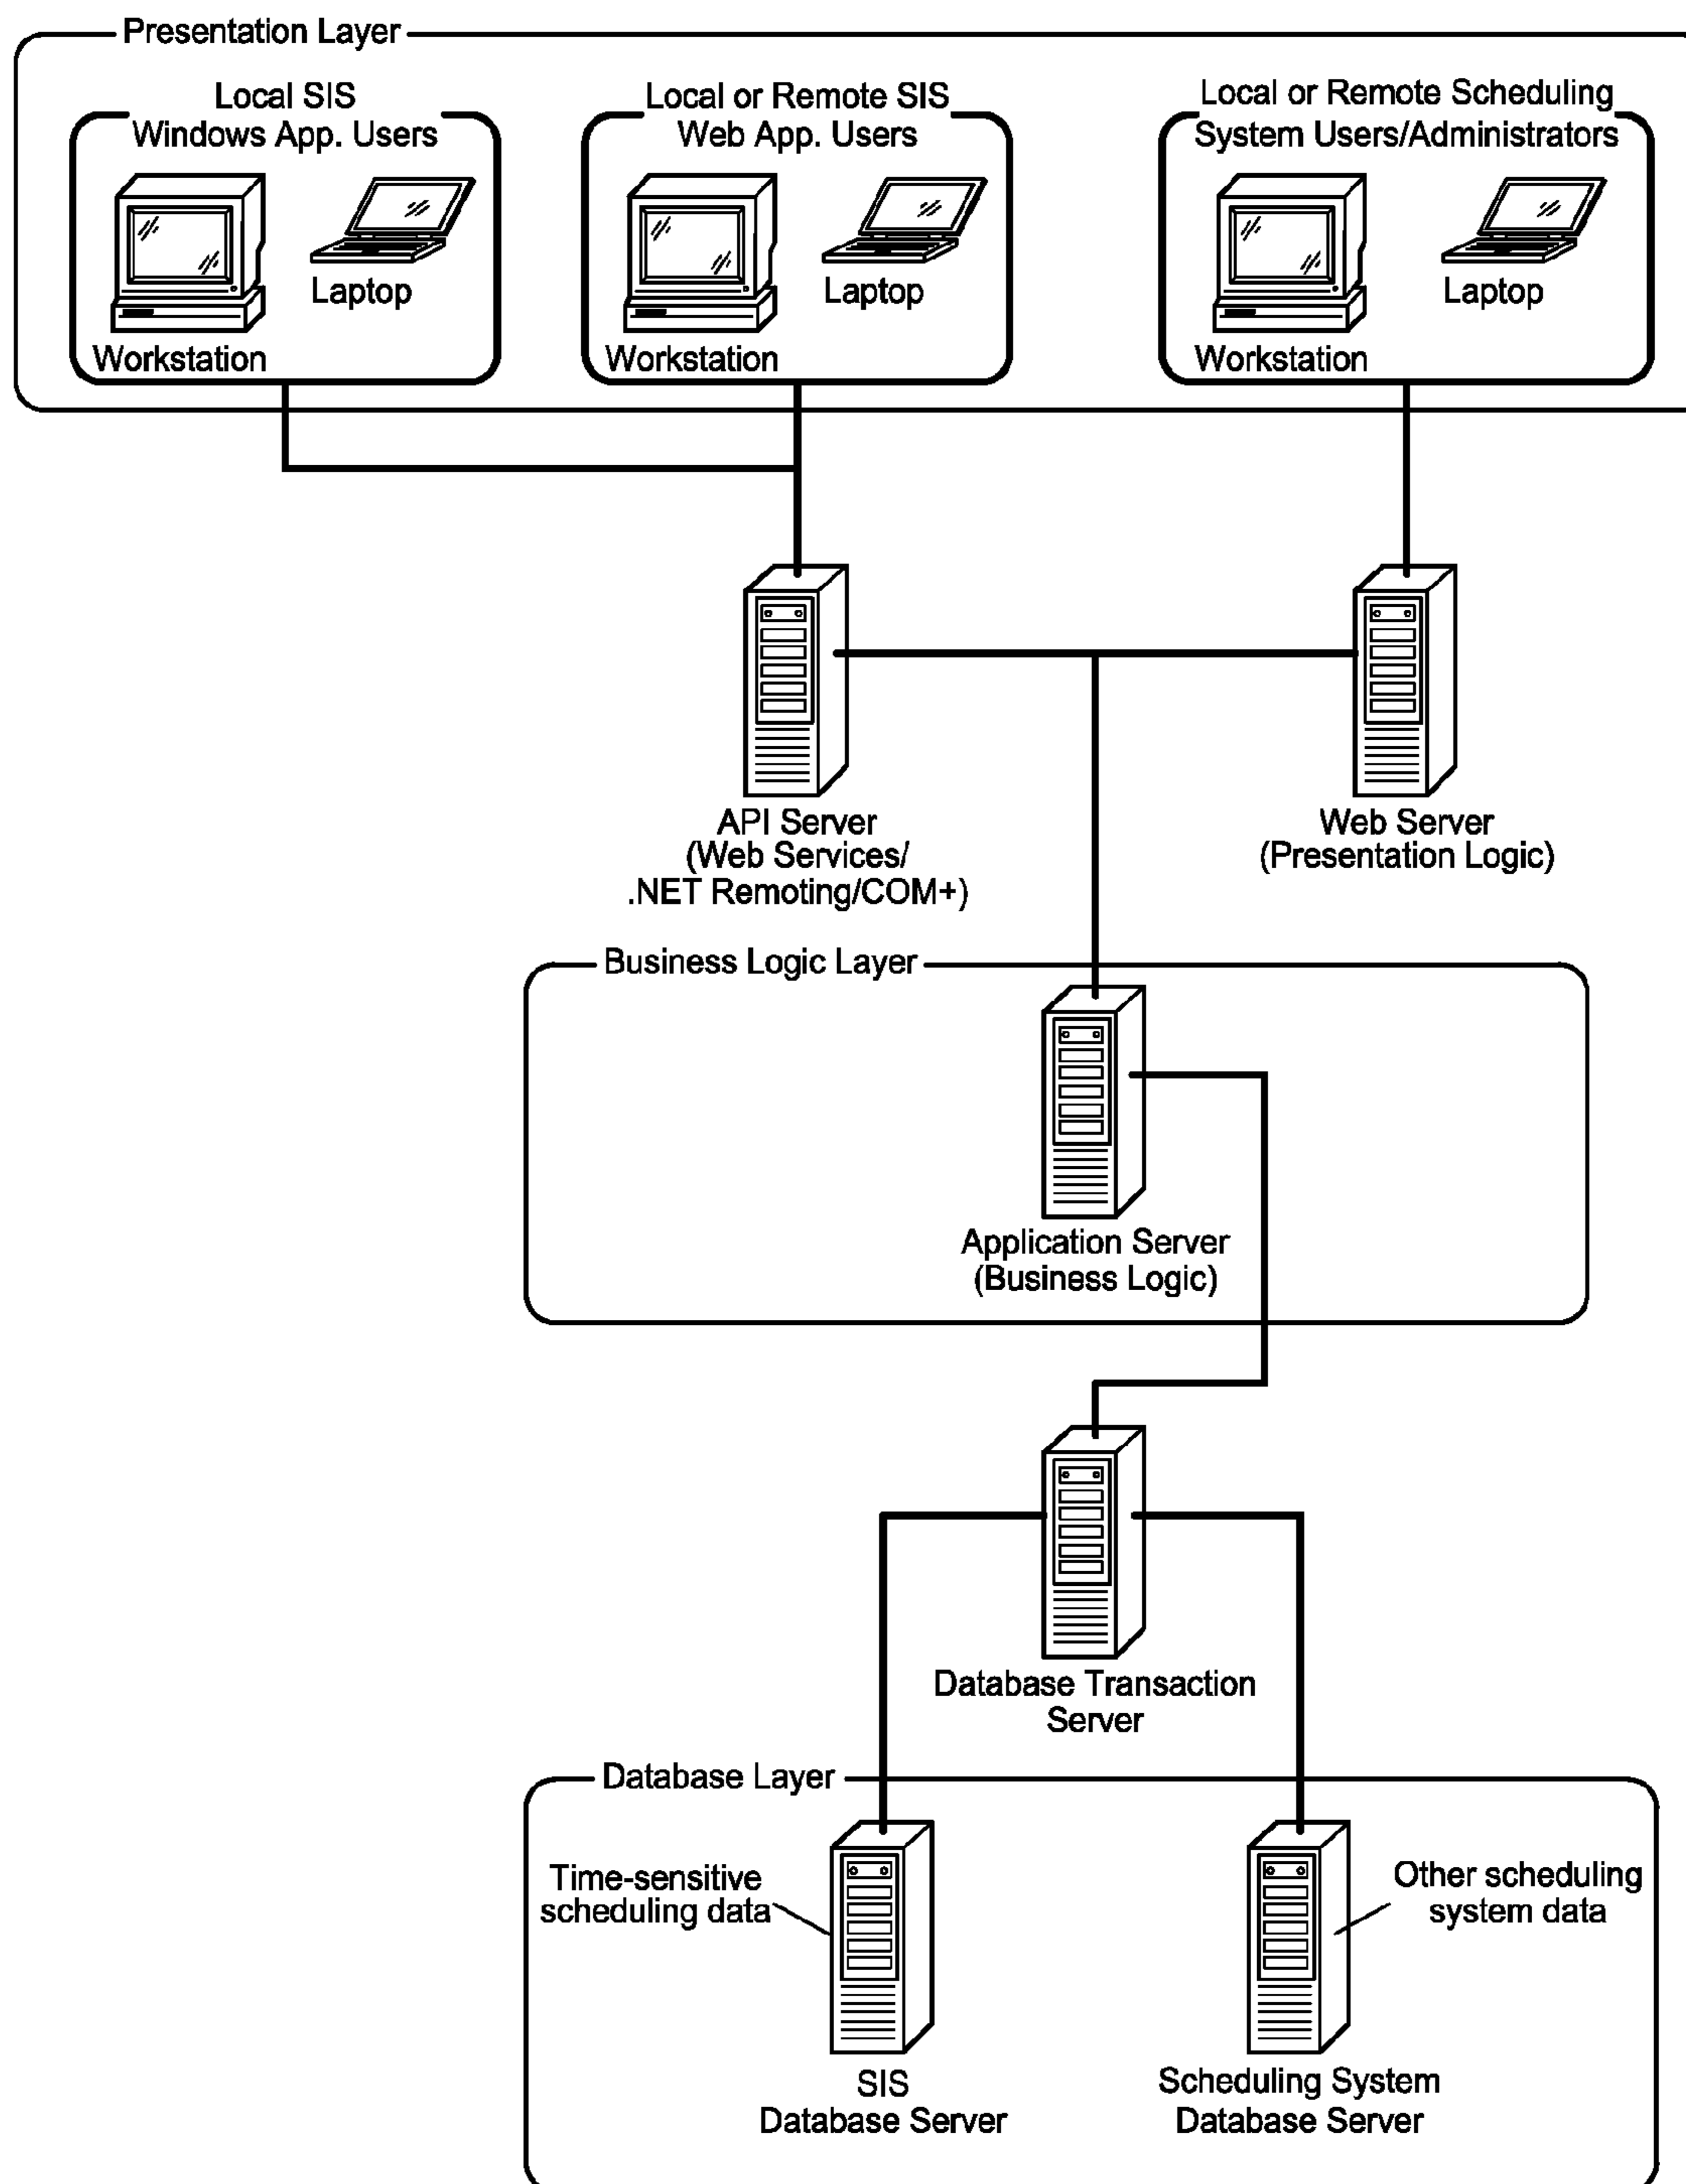 Presentation Layer
Local SIS
Windows App. Users
Laptop
Workstation
Local or Remote SIS
Web App. Users
Laptop
Workstation
Local or Remote Scheduling
System Users/Administrators
Laptop
Workstation
API Server
(Web Services/
.NET Remoting/COM+)
Web Server
(Presentation Logic)
Business Logic Layer
Application Server
(Business Logic)
Database Transaction
Server
Database Layer
Time-sensitive
scheduling data
Other scheduling
system data
SIS
Database Server
Scheduling System
Database Server